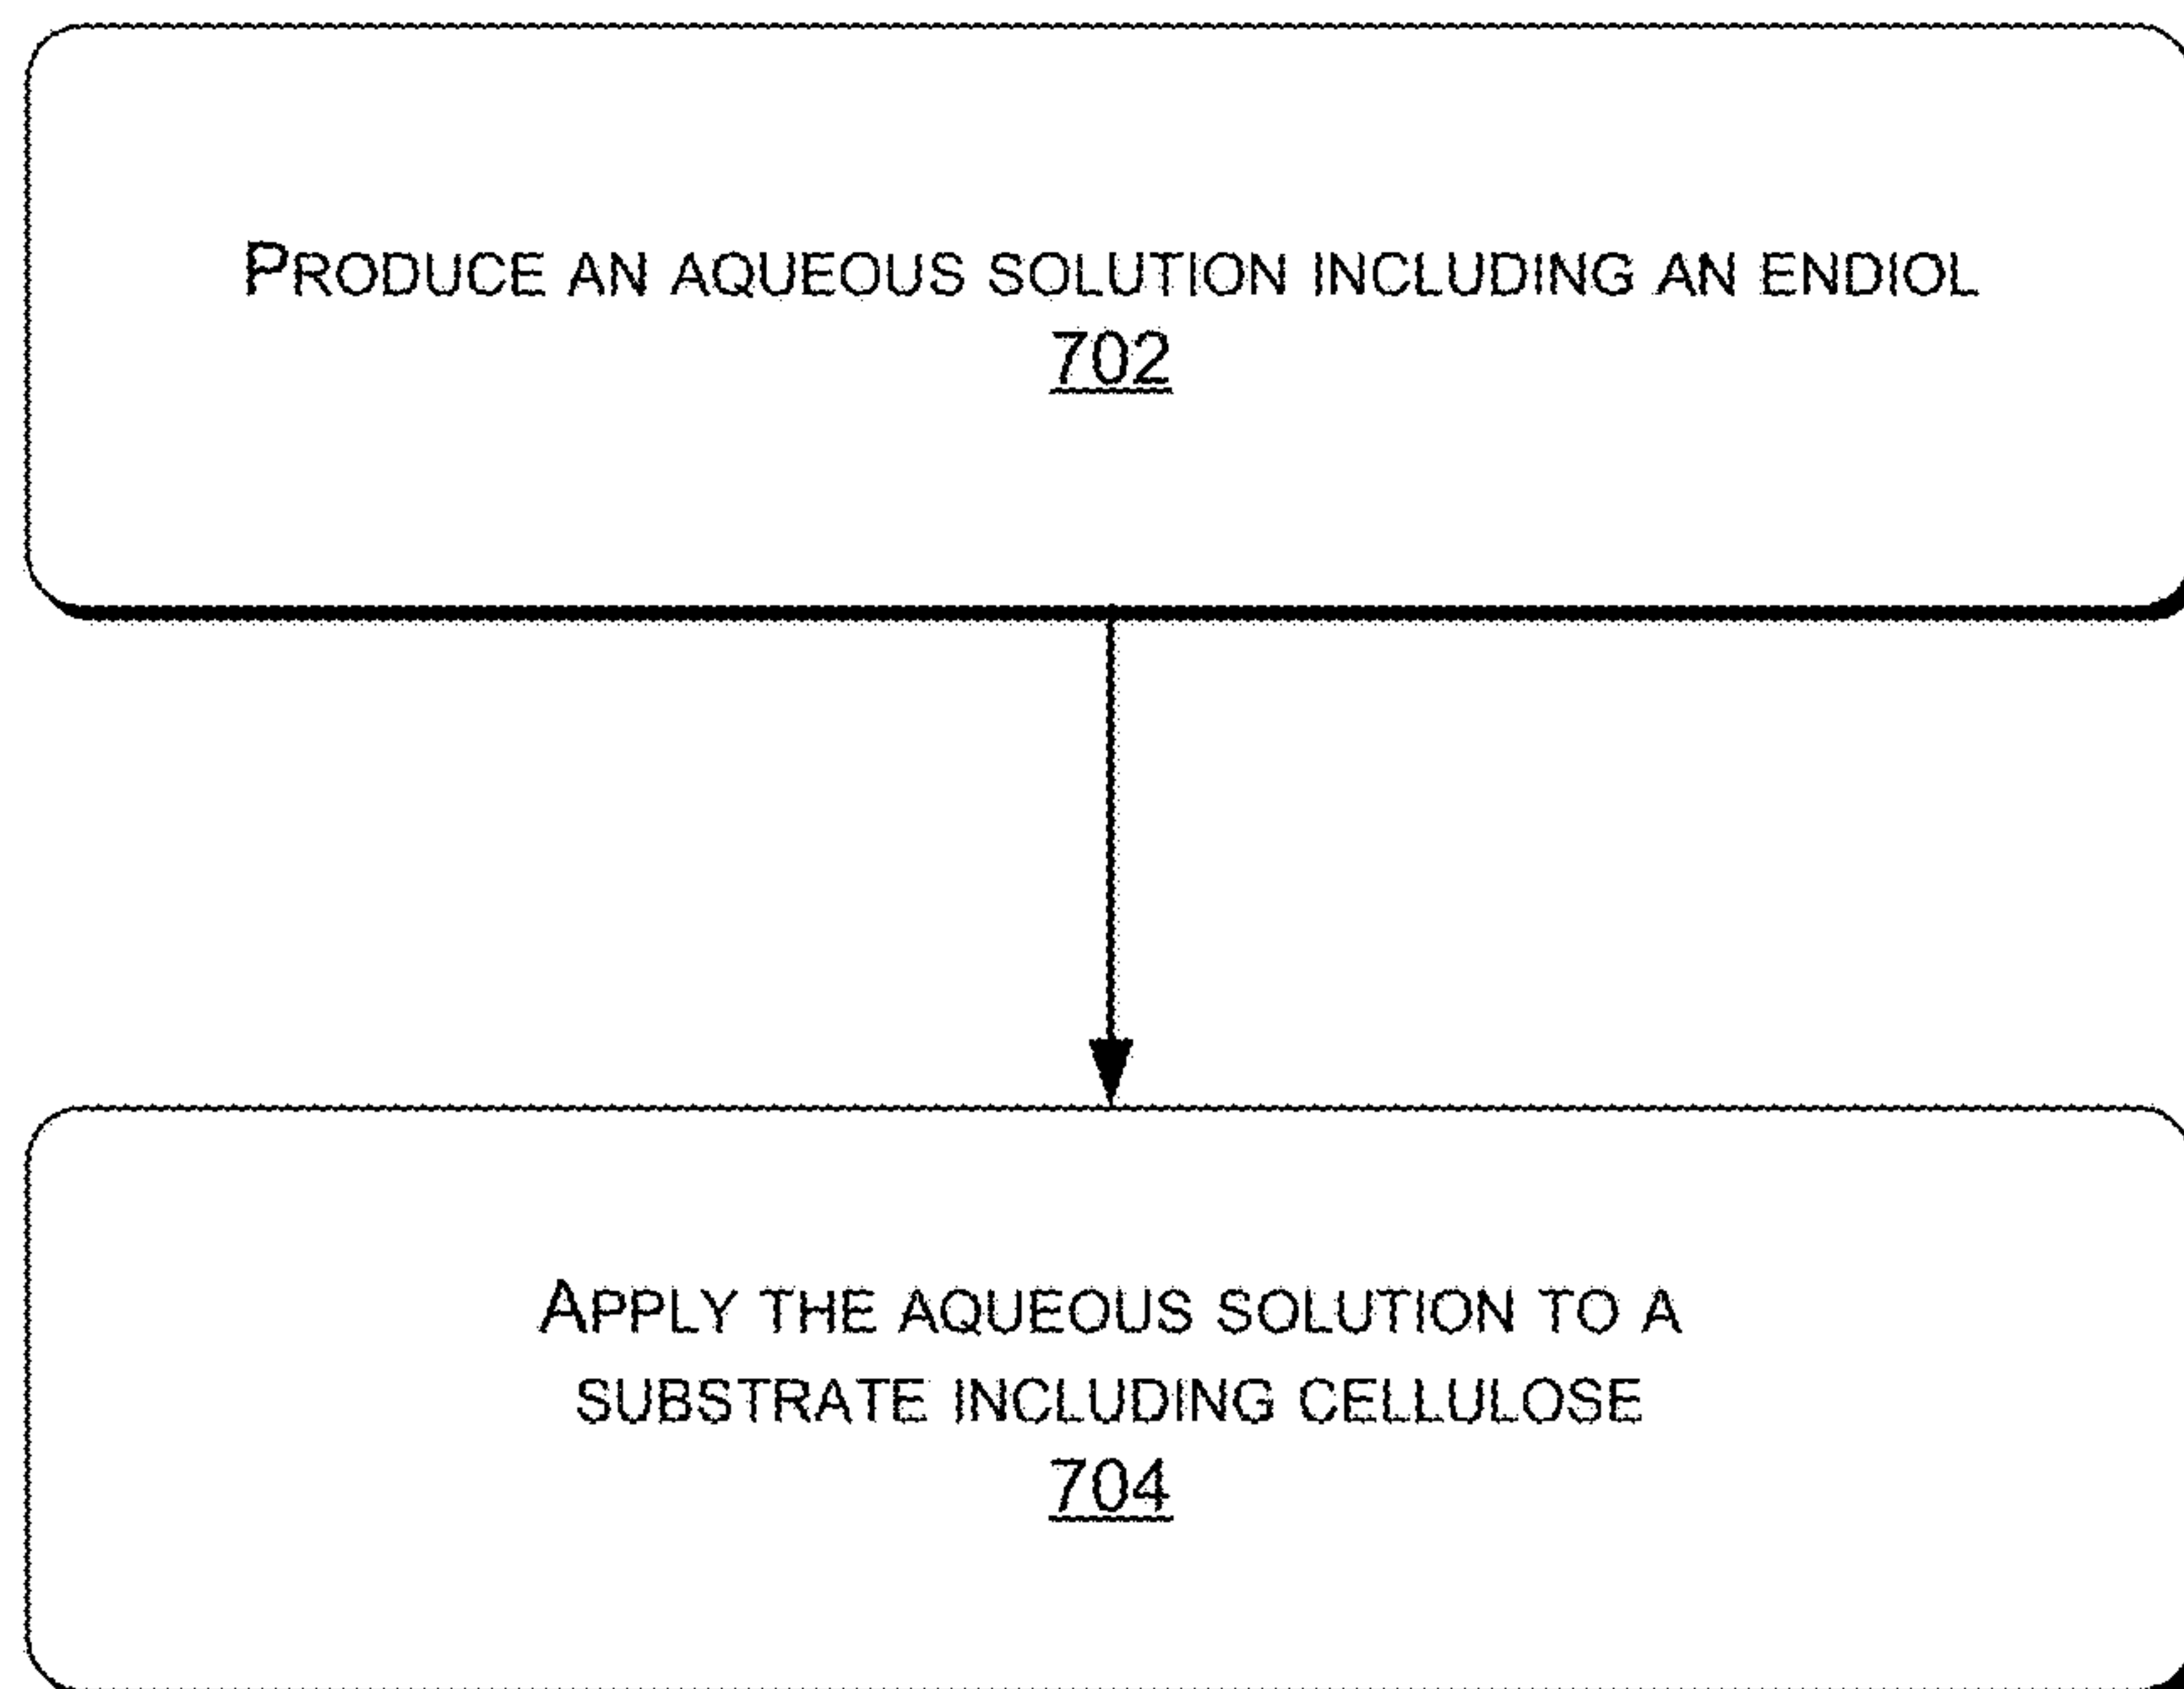 PRODUCE AN AQUEOUS SOLUTION INCLUDING AN ENDIOL
702
APPLY THE AQUEOUS SOLUTION TO A
SUBSTRATE INCLUDING CELLULOSE
704